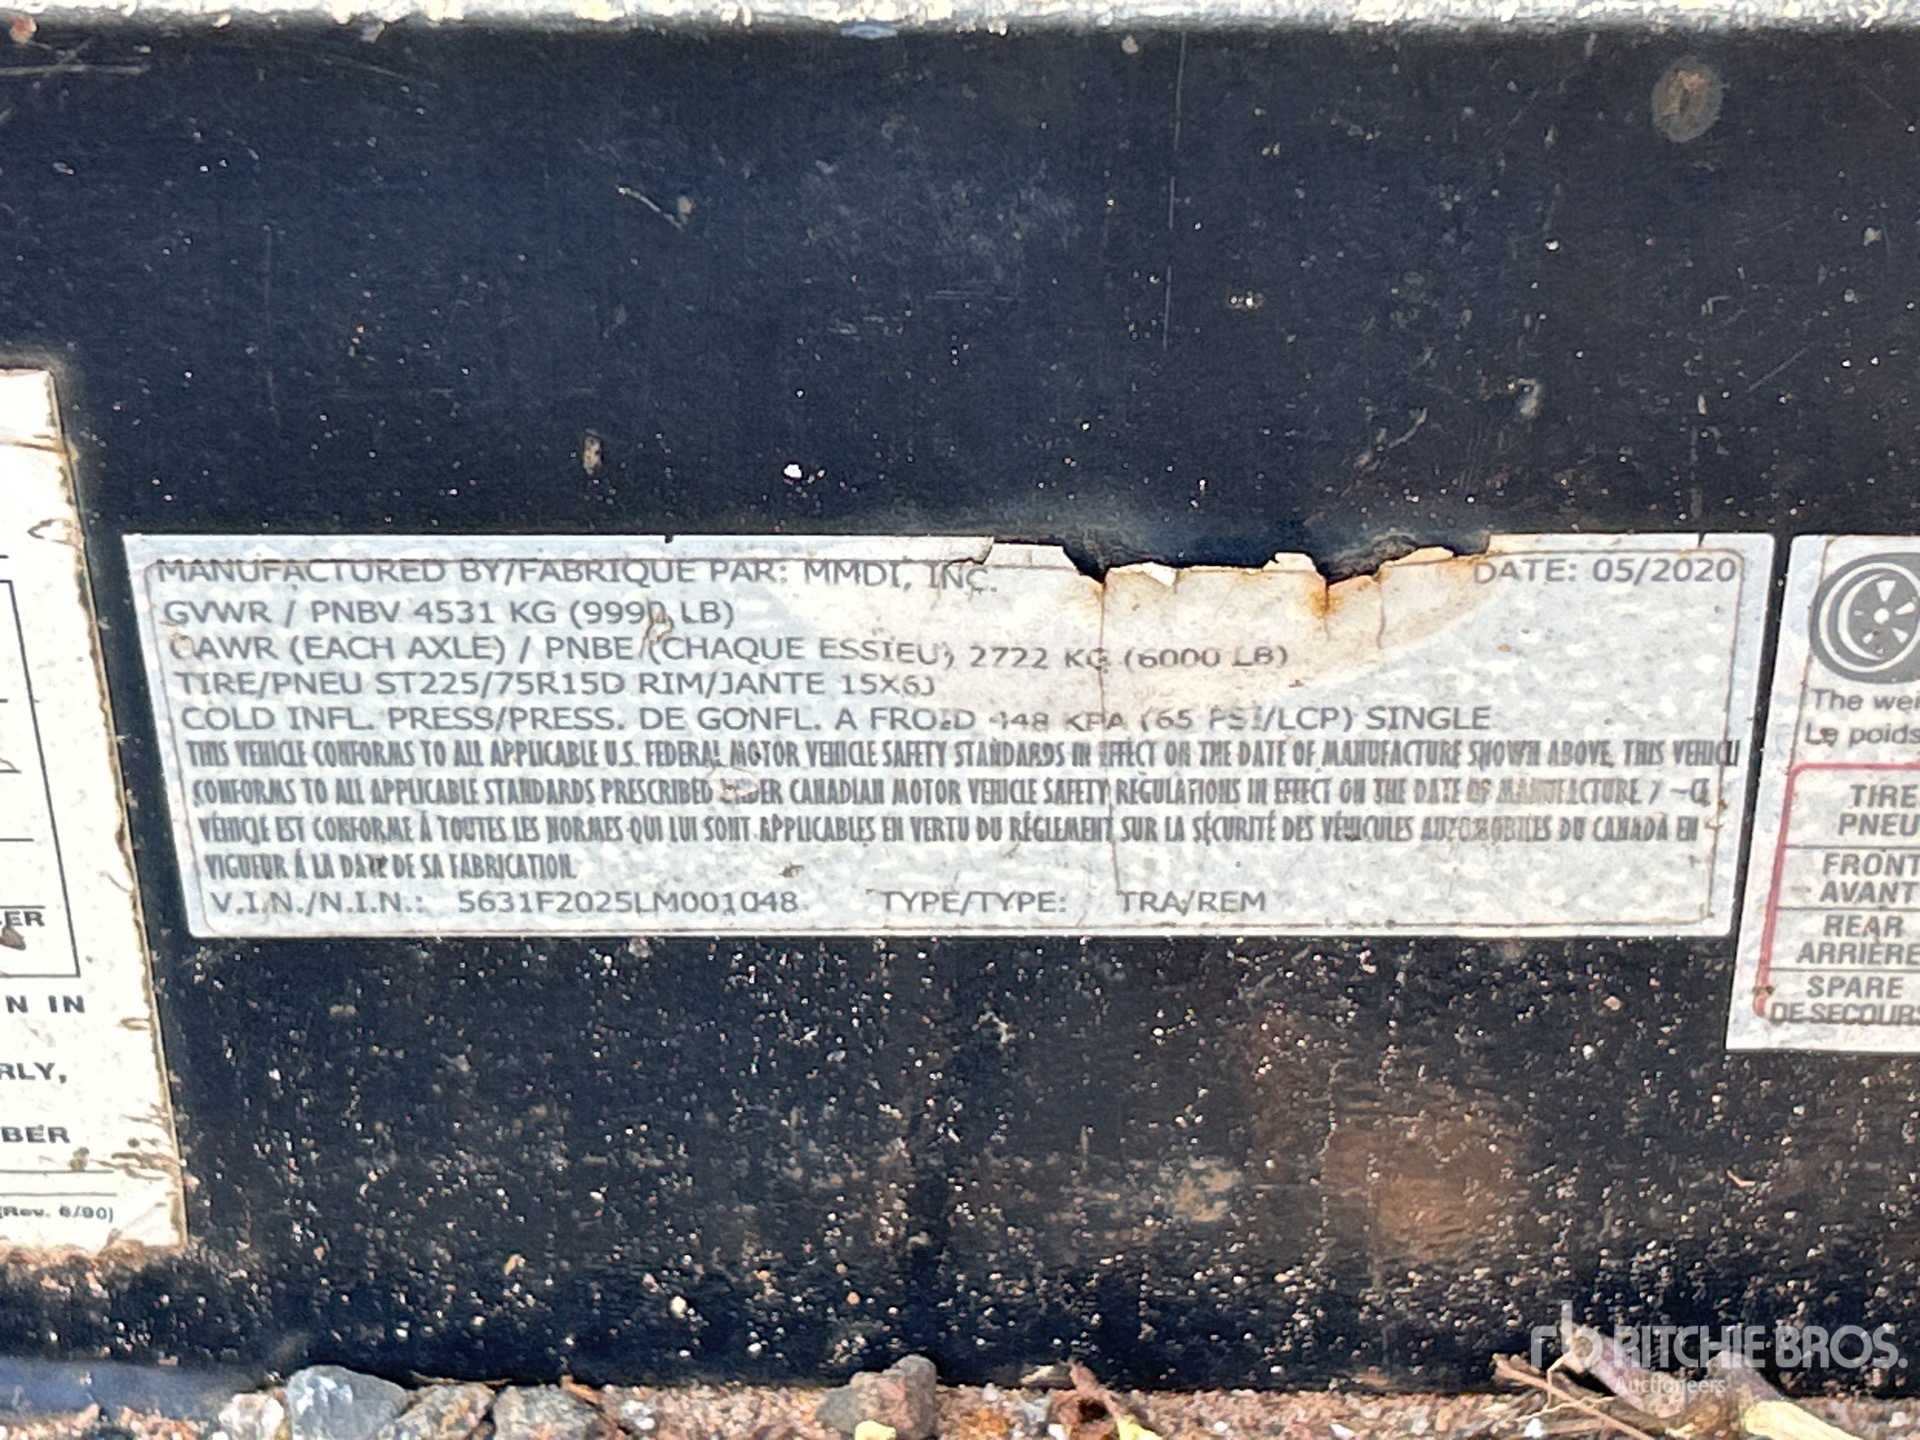 MANUFACTURED BY/FABRIQUE PAR: MMDI, INC. DATE: 05/2020
GVWR / PNBV 4531 KG (9990 LB)
GAWR (EACH AXLE) / PNBE (CHAQUE ESSIEU) 2722 KG (6000 LB)
TIRE/PNEU ST225/75R15D RIM/JANTE 15X6J
COLD INFL. PRESS/PRESS. DE GONFL. A FROID 448 KPA (65 PSI/LCP) SINGLE
THIS VEHICLE CONFORMS TO ALL APPLICABLE U.S. FEDERAL MOTOR VEHICLE SAFETY STANDARDS IN EFFECT ON THE DATE OF MANUFACTURE SHOWN ABOVE, THIS VEHICLE
CONFORMS TO ALL APPLICABLE STANDARDS PRESCRIBED UNDER CANADIAN MOTOR VEHICLE SAFETY REGULATIONS IN EFFECT ON THE DATE OF MANUFACTURE / – CE
VÉHICLE EST CORFORME À TOUTES LES NORMES QUI LUI SONT APPLICABLES EN VERTU DU RÉGLEMENT SUR LA SÉCURITÉ DES VÉHICULES AUTOMOBILES DU CANADA EN
VIGUEUR Á LA DATE DE SA FABRICATION.
V.I.N./N.I.N.: 5631F2025LM001048 TYPE/TYPE: TRA/REM
ER
N IN
RLY,
BER
(Rev. 6/90)
The wei
Le poids
TIRE
PNEU
FRONT
AVANT
REAR
ARRIÈRE
SPARE
DE SECOURS
rb RITCHIE BROS.
Auctioneers